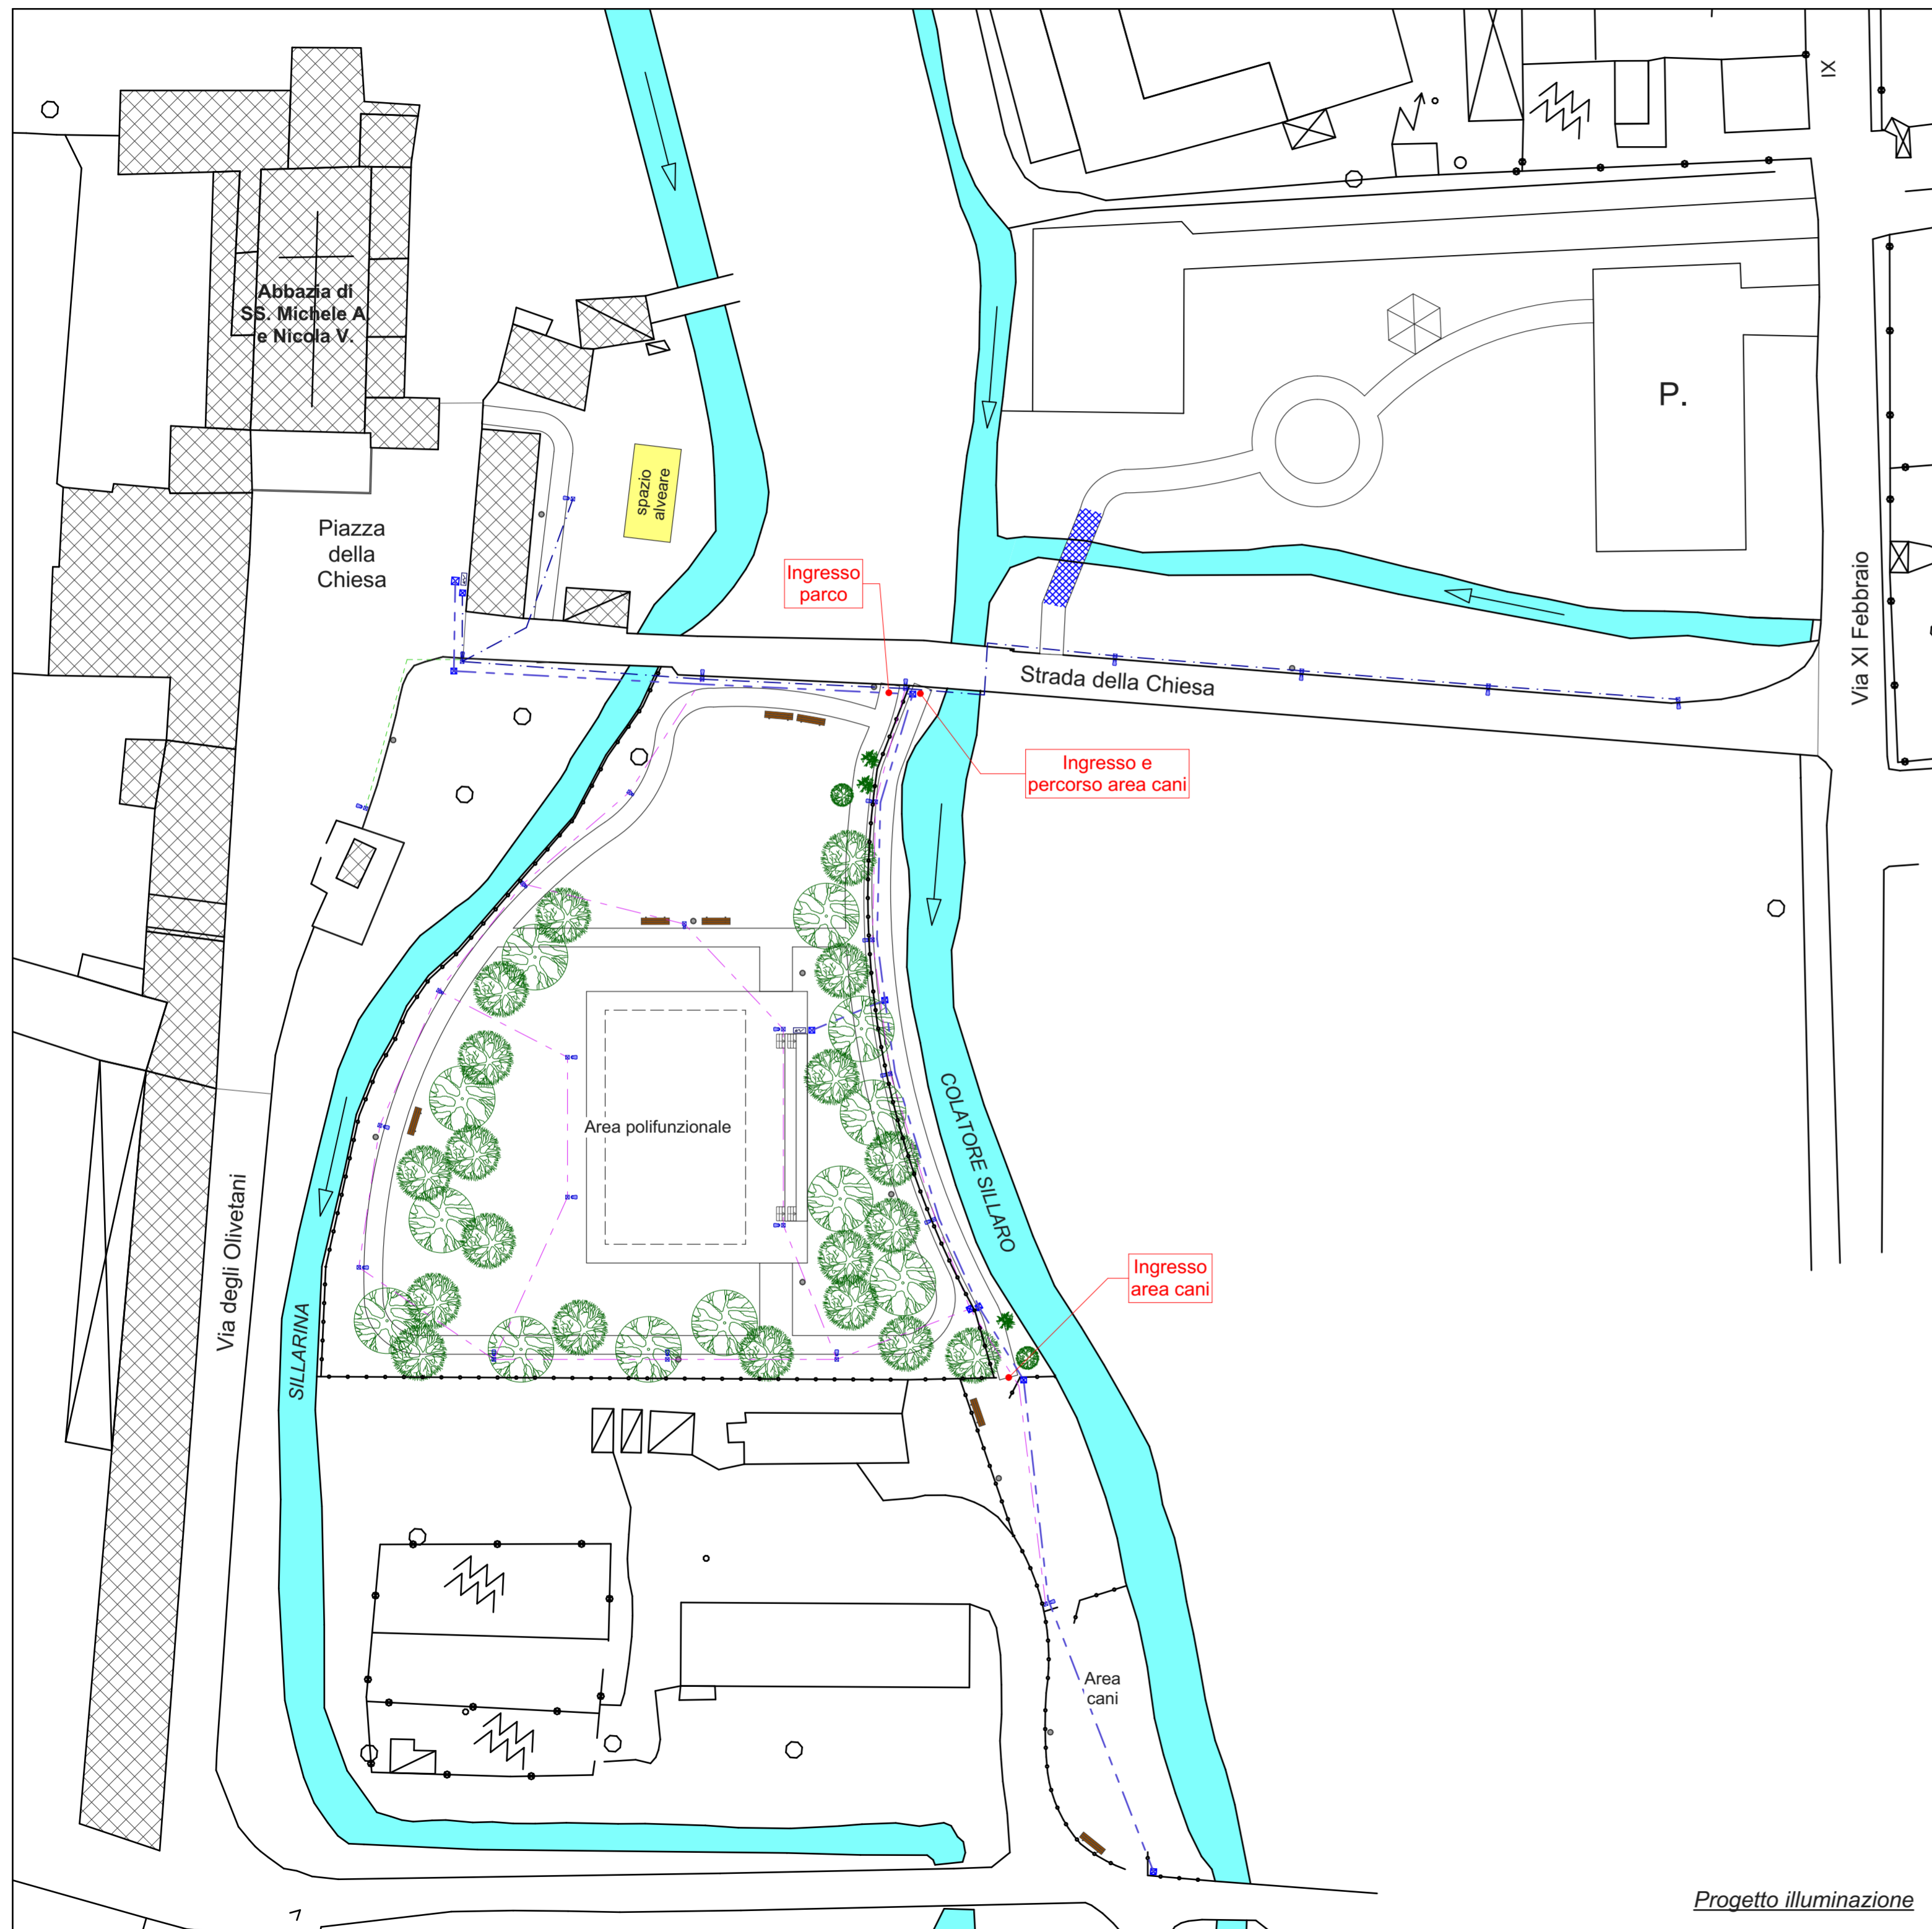 IX
Abbazia di
SS. Michele A.
e Nicola V.
P.
spazio
alveare
Piazza
della
Chiesa
Ingresso
parco
Via XI Febbraio
Strada della Chiesa
Ingresso e
percorso area cani
COLATORE SILLARO
Area polifunzionale
Via degli Olivetani
SILLARINA
Ingresso
area cani
Area
cani
Progetto illuminazione